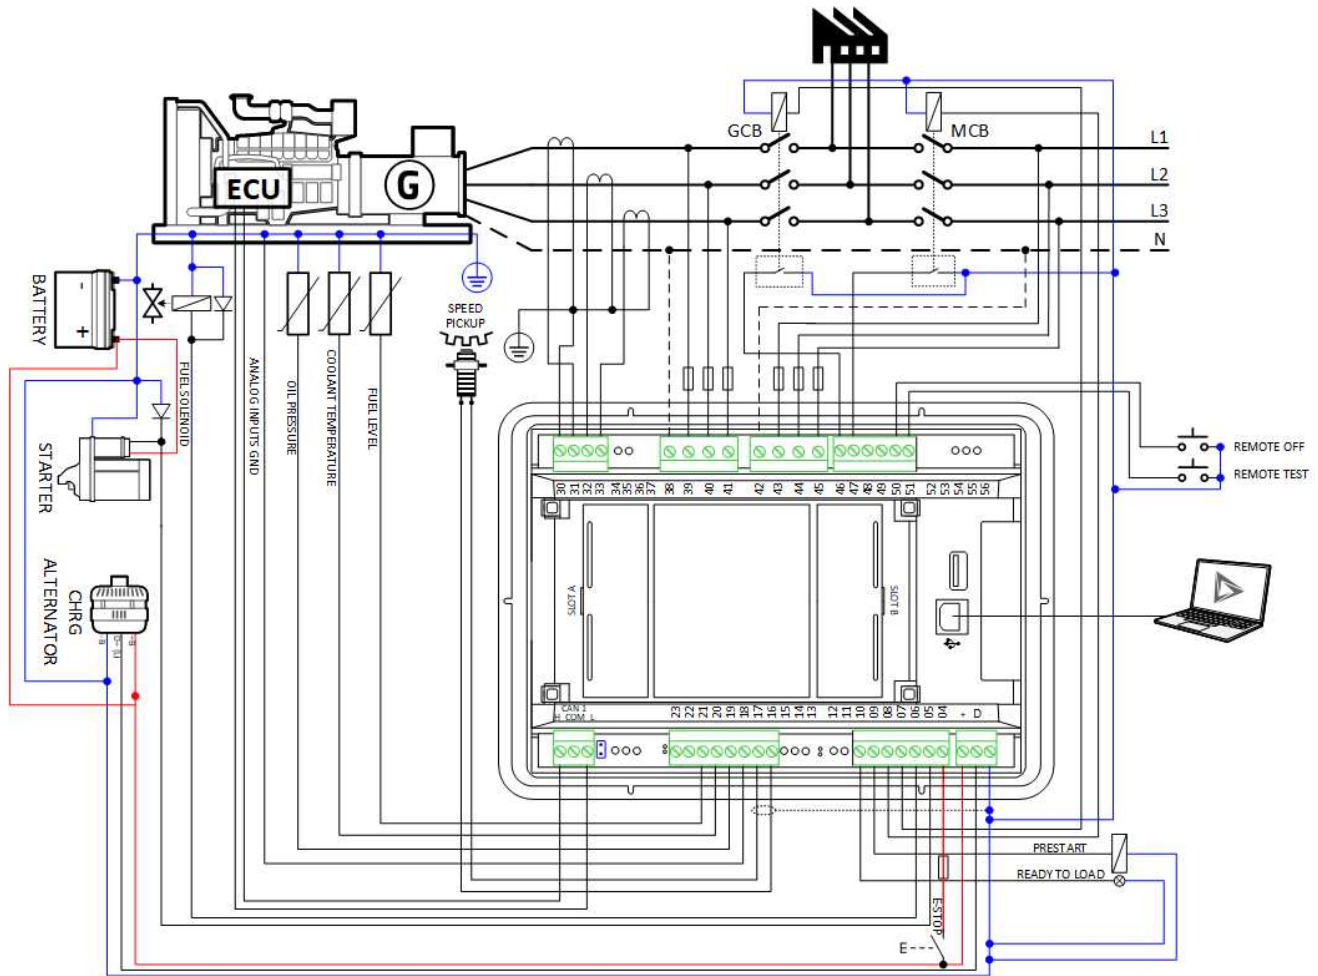 GCB
MCB
L1
L2
L3
N
ECU
G
BATTERY
-
+
SPEED
PICKUP
FUEL SOLENOID
ANALOG INPUTS GND
OIL PRESSURE
COOLANT TEMPERATURE
FUEL LEVEL
STARTER
REMOTE OFF
REMOTE TEST
30 31 32 33 34 35 36 37 38 39 40 41 42 43 44 45 46 47 48 49 50 51 52 53 54 55 56
CHRG
ALTERNATOR
SLOT A
SLOT B
CAN 1
H COM L
23 22 21 20 19 18 17 16 15 14 13 12 11 10 09 08 07 06 05 04 + D
PRESTART
READY TO LOAD
E-STOP
E